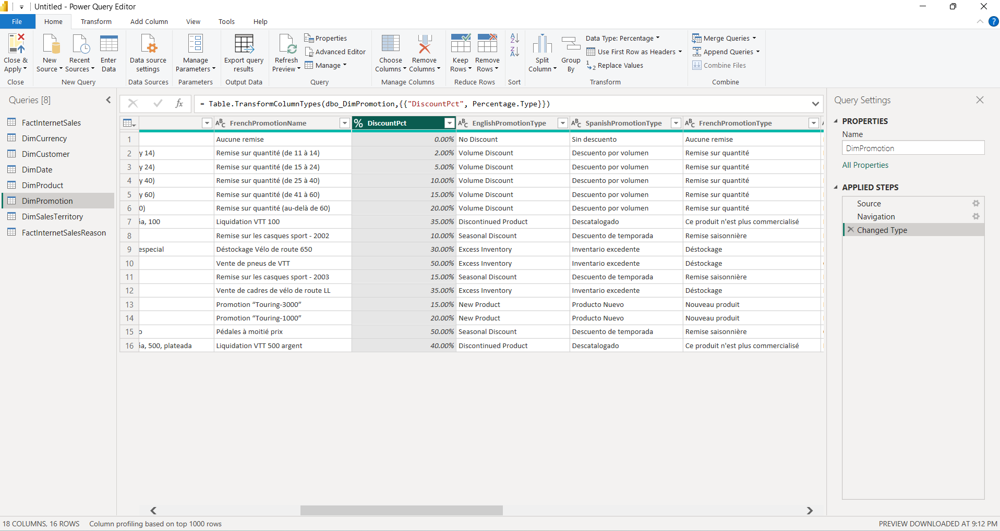 Untitled - Power Query Editor
File Home Transform Add Column View Tools Help
Close & Apply
Close
New Source
Recent Sources
Enter Data
New Query
Data source settings
Data Sources
Manage Parameters
Parameters
Export query results
Output Data
Refresh Preview
Properties
Advanced Editor
Manage
Query
Choose Columns
Remove Columns
Manage Columns
Keep Rows
Remove Rows
Reduce Rows
Sort
Split Column
Group By
Data Type: Percentage
Use First Row as Headers
Replace Values
Transform
Merge Queries
Append Queries
Combine Files
Combine
Queries [8]
FactInternetSales
DimCurrency
DimCustomer
DimDate
DimProduct
DimPromotion
DimSalesTerritory
FactInternetSalesReason
= Table.TransformColumnTypes(dbo_DimPromotion,{{"DiscountPct", Percentage.Type}})
FrenchPromotionName % DiscountPct EnglishPromotionType SpanishPromotionType FrenchPromotionType
1 Aucune remise 0.00% No Discount Sin descuento Aucune remise
2 y 14) Remise sur quantité (de 11 à 14) 2.00% Volume Discount Descuento por volumen Remise sur quantité
3 y 24) Remise sur quantité (de 15 à 24) 5.00% Volume Discount Descuento por volumen Remise sur quantité
4 y 40) Remise sur quantité (de 25 à 40) 10.00% Volume Discount Descuento por volumen Remise sur quantité
5 y 60) Remise sur quantité (de 41 à 60) 15.00% Volume Discount Descuento por volumen Remise sur quantité
6 0) Remise sur quantité (au-delà de 60) 20.00% Volume Discount Descuento por volumen Remise sur quantité
7 ña, 100 Liquidation VTT 100 35.00% Discontinued Product Descatalogado Ce produit n'est plus commercialisé
8 Remise sur les casques sport - 2002 10.00% Seasonal Discount Descuento de temporada Remise saisonnière
9 especial Déstockage Vélo de route 650 30.00% Excess Inventory Inventario excedente Déstockage
10 Vente de pneus de VTT 50.00% Excess Inventory Inventario excedente Déstockage
11 Remise sur les casques sport - 2003 15.00% Seasonal Discount Descuento de temporada Remise saisonnière
12 Vente de cadres de vélo de route LL 35.00% Excess Inventory Inventario excedente Déstockage
13 Promotion “Touring-3000” 15.00% New Product Producto Nuevo Nouveau produit
14 Promotion “Touring-1000” 20.00% New Product Producto Nuevo Nouveau produit
15 o Pédales à moitié prix 50.00% Seasonal Discount Descuento de temporada Remise saisonnière
16 ña, 500, plateada Liquidation VTT 500 argent 40.00% Discontinued Product Descatalogado Ce produit n'est plus commercialisé
Query Settings
PROPERTIES
Name
DimPromotion
All Properties
APPLIED STEPS
Source
Navigation
Changed Type
18 COLUMNS, 16 ROWS Column profiling based on top 1000 rows
PREVIEW DOWNLOADED AT 9:12 PM